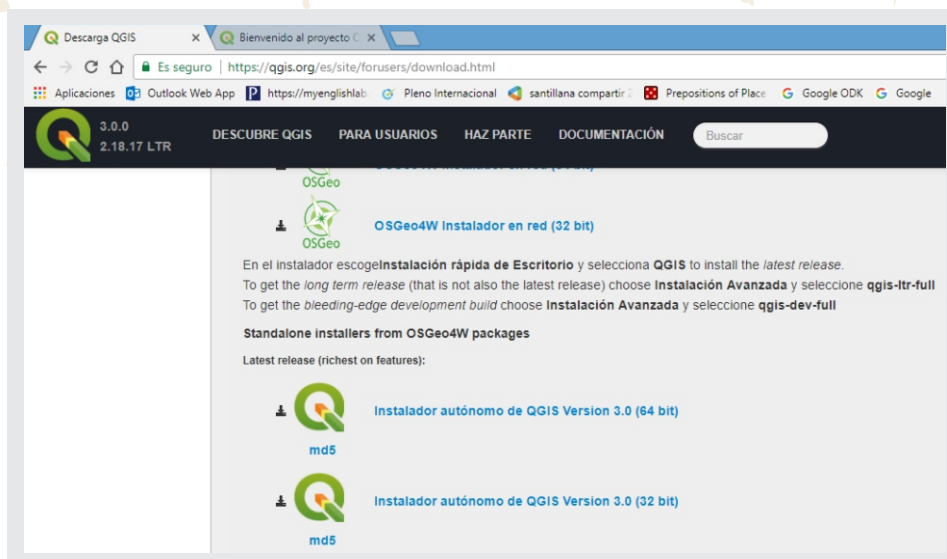 Descarga QGIS
Bienvenido al proyecto
Es seguro | https://qgis.org/es/site/forusers/download.html
Aplicaciones Outlook Web App https://myenglishlab. Pleno Internacional santillana compartir Prepositions of Place Google ODK Google
3.0.0
2.18.17 LTR
DESCUBRE QGIS PARA USUARIOS HAZ PARTE DOCUMENTACIÓN Buscar
OSGeo
OSGeo4W Instalador en red (32 bit)
OSGeo
En el instalador escogeInstalación rápida de Escritorio y selecciona QGIS to install the latest release.
To get the long term release (that is not also the latest release) choose Instalación Avanzada y seleccione qgis-ltr-full
To get the bleeding-edge development build choose Instalación Avanzada y seleccione qgis-dev-full
Standalone installers from OSGeo4W packages
Latest release (richest on features):
Instalador autónomo de QGIS Version 3.0 (64 bit)
md5
Instalador autónomo de QGIS Version 3.0 (32 bit)
md5